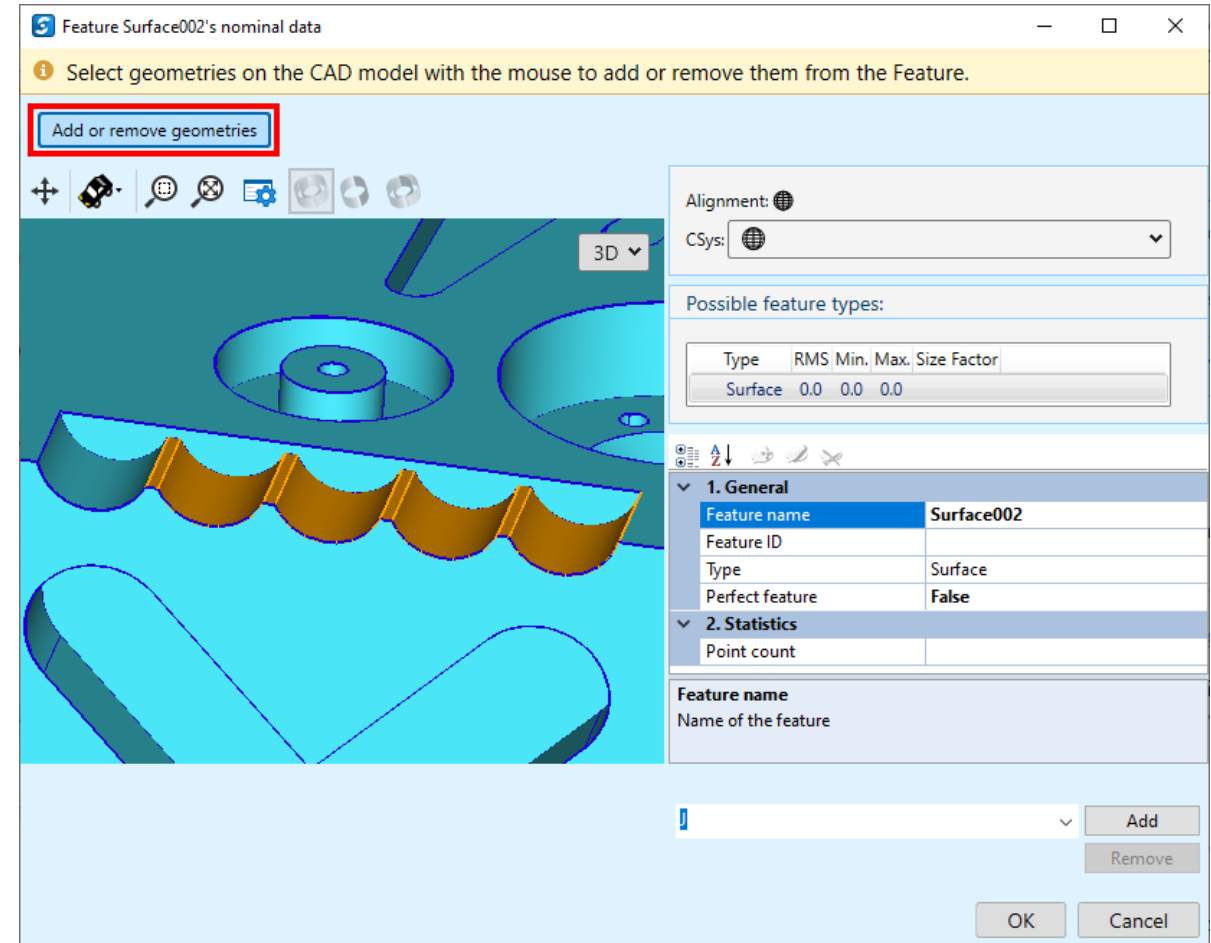 Feature Surface002's nominal data
Select geometries on the CAD model with the mouse to add or remove them from the Feature.
Add or remove geometries
3D
Alignment:
CSys:
Possible feature types:
Type RMS Min. Max. Size Factor
Surface 0.0 0.0 0.0
1. General
Feature name Surface002
Feature ID
Type Surface
Perfect feature False
2. Statistics
Point count
Feature name
Name of the feature
J
Add
Remove
OK Cancel